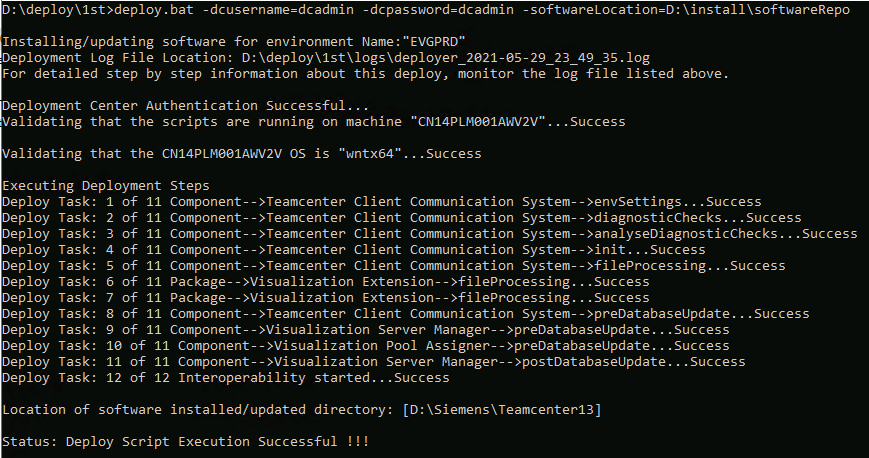 D:\deploy\1st>deploy.bat -dcusername=dcadmin -dcpassword=dcadmin -softwareLocation=D:\install\softwareRepo
Installing/updating software for environment Name:"EVGPRD"
Deployment Log File Location: D:\deploy\1st\logs\deployer_2021-05-29_23_49_35.log
For detailed step by step information about this deploy, monitor the log file listed above.
Deployment Center Authentication Successful...
Validating that the scripts are running on machine "CN14PLM001AWV2V"...Success
Validating that the CN14PLM001AWV2V OS is "wntx64"...Success
Executing Deployment Steps
Deploy Task: 1 of 11 Component-->Teamcenter Client Communication System-->envSettings...Success
Deploy Task: 2 of 11 Component-->Teamcenter Client Communication System-->diagnosticChecks...Success
Deploy Task: 3 of 11 Component-->Teamcenter Client Communication System-->analyseDiagnosticChecks...Success
Deploy Task: 4 of 11 Component-->Teamcenter Client Communication System-->init...Success
Deploy Task: 5 of 11 Component-->Teamcenter Client Communication System-->fileProcessing...Success
Deploy Task: 6 of 11 Package-->Visualization Extension-->fileProcessing...Success
Deploy Task: 7 of 11 Package-->Visualization Extension-->fileProcessing...Success
Deploy Task: 8 of 11 Component-->Teamcenter Client Communication System-->preDatabaseUpdate...Success
Deploy Task: 9 of 11 Component-->Visualization Server Manager-->preDatabaseUpdate...Success
Deploy Task: 10 of 11 Component-->Visualization Pool Assigner-->preDatabaseUpdate...Success
Deploy Task: 11 of 11 Component-->Visualization Server Manager-->postDatabaseUpdate...Success
Deploy Task: 12 of 12 Interoperability started...Success
Location of software installed/updated directory: [D:\Siemens\Teamcenter13]
Status: Deploy Script Execution Successful !!!